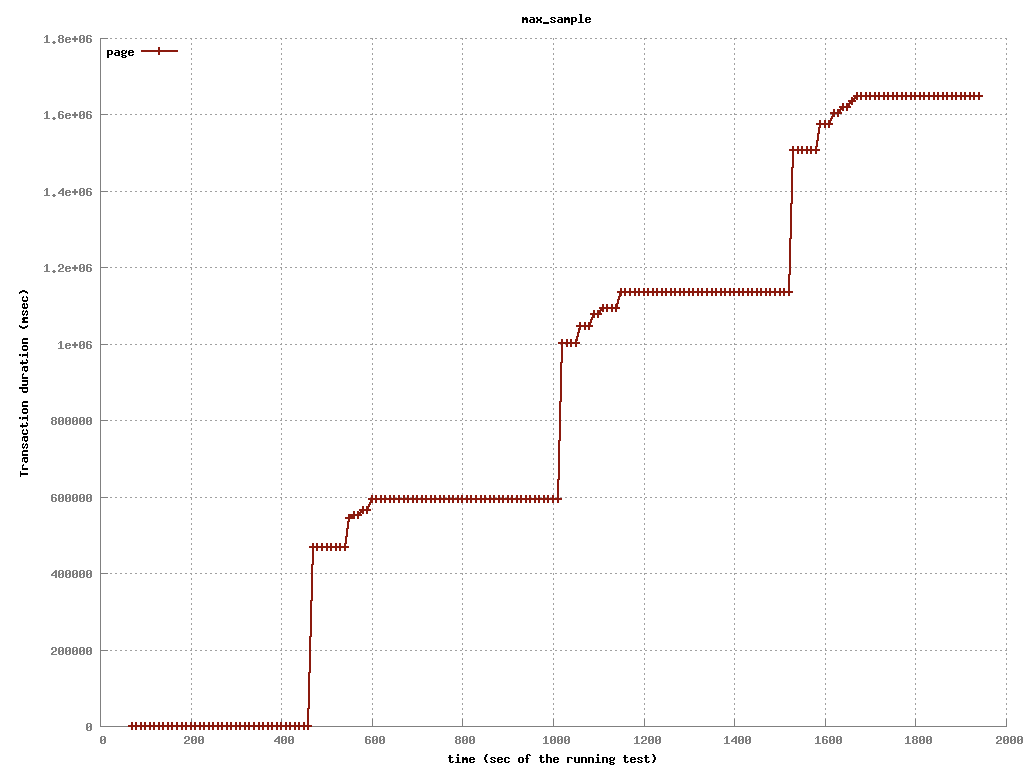 max_sample
page
1.8e+06
1.6e+06
1.4e+06
1.2e+06
1e+06
800000
600000
400000
200000
0
Transaction duration (msec)
0 200 400 600 800 1000 1200 1400 1600 1800 2000
time (sec of the running test)